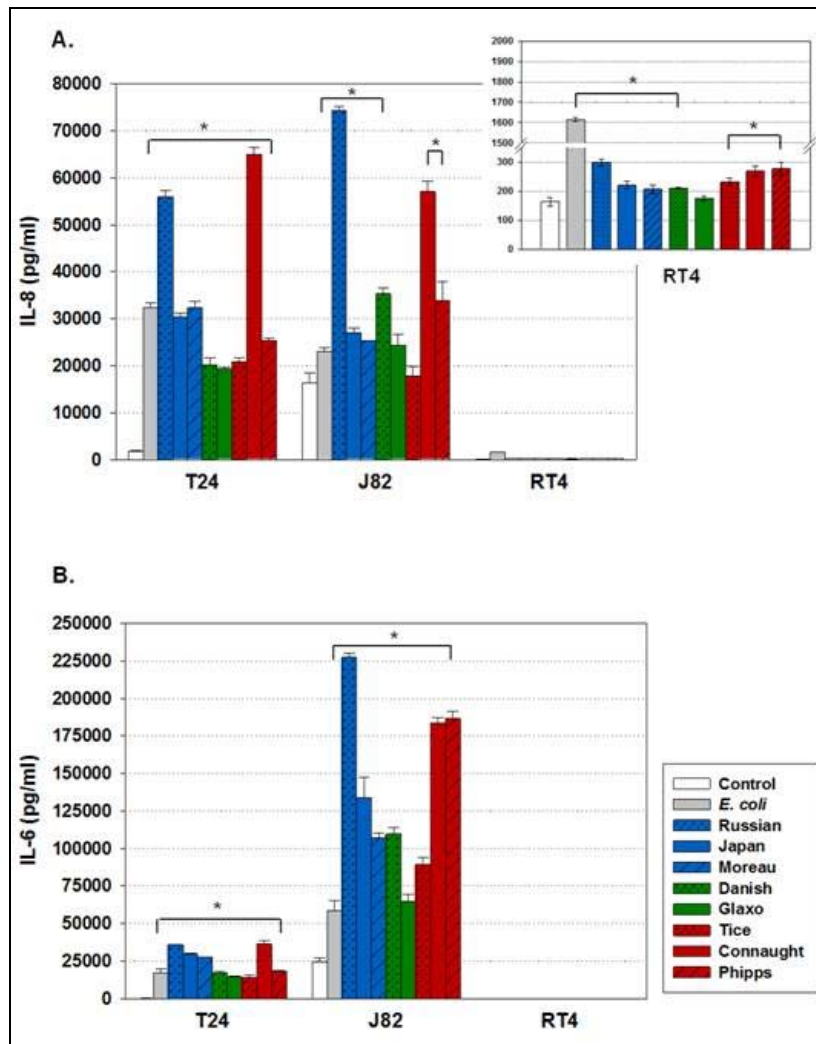 A.
80000
70000
60000
50000
40000
30000
20000
10000
0
IL-8 (pg/ml)
*
*
*
T24
J82
RT4
2000
1900
1800
1700
1600
1500
300
200
100
0
*
*
RT4
B.
250000
225000
200000
175000
150000
125000
100000
75000
50000
25000
0
IL-6 (pg/ml)
*
*
T24
J82
RT4
Control
E. coli
Russian
Japan
Moreau
Danish
Glaxo
Tice
Connaught
Phipps